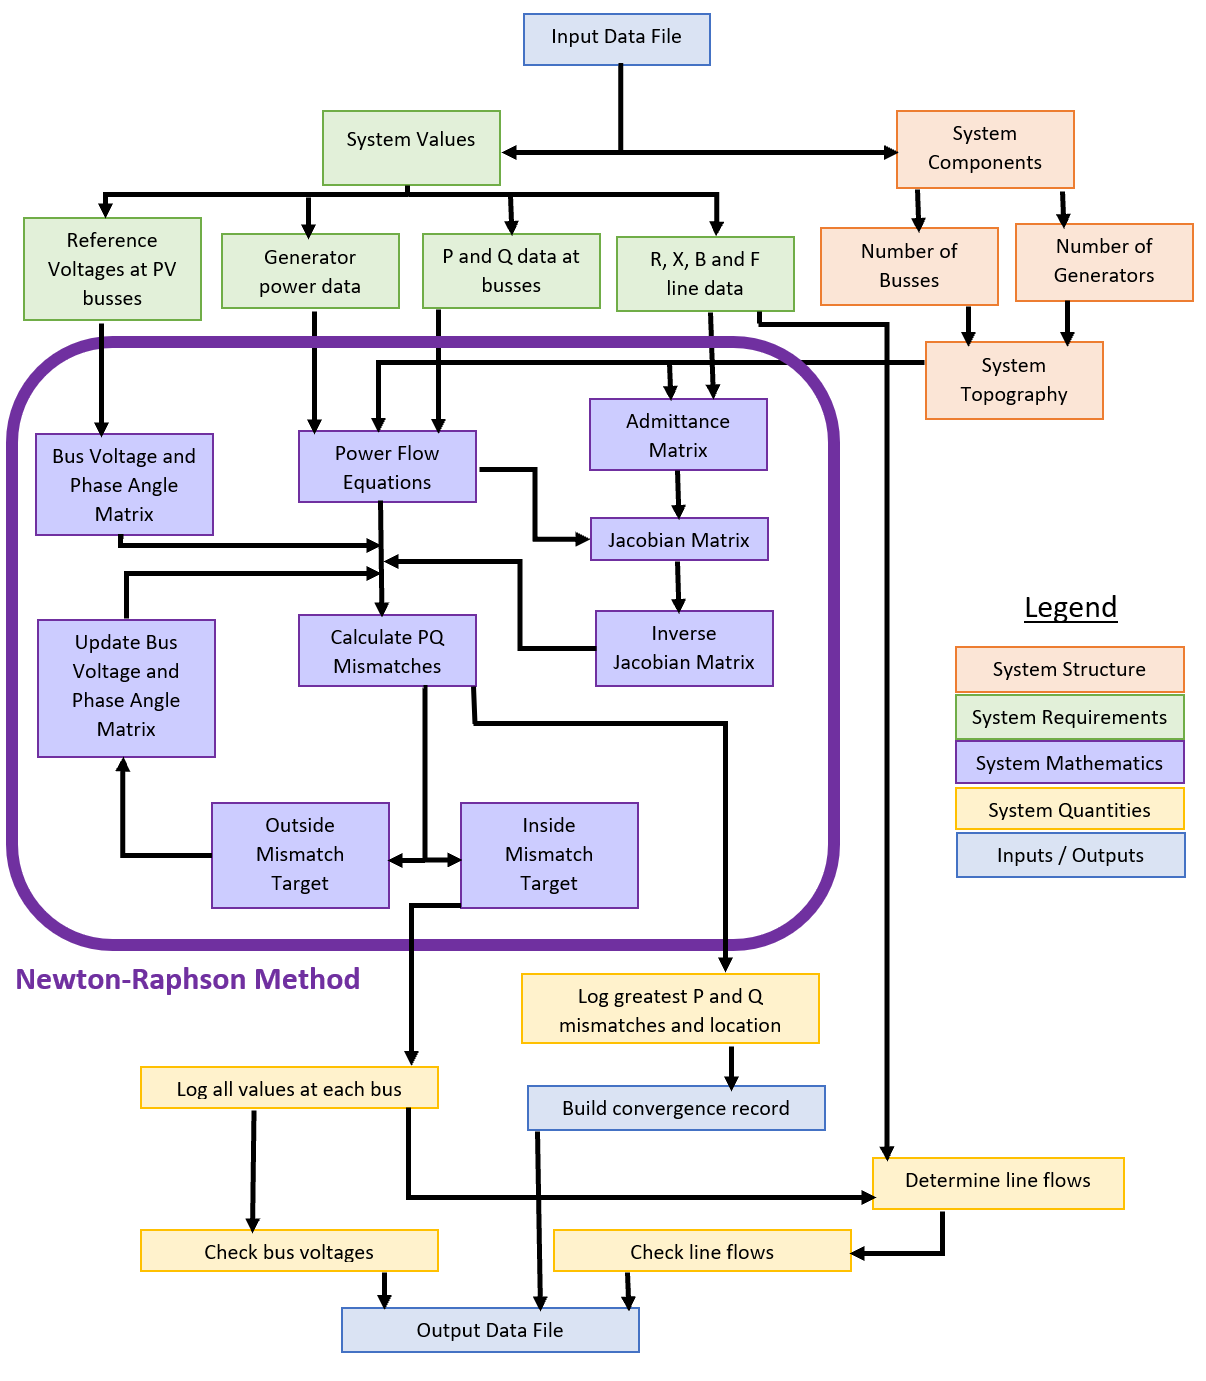 Input Data File
System Values
System
Components
Reference
Voltages at PV
busses
Generator
power data
P and Q data at
busses
R, X, B and F
line data
Number of
Busses
Number of
Generators
System
Topography
Bus Voltage and
Phase Angle
Matrix
Power Flow
Equations
Admittance
Matrix
Jacobian Matrix
Update Bus
Voltage and
Phase Angle
Matrix
Calculate PQ
Mismatches
Inverse
Jacobian Matrix
Legend
System Structure
System Requirements
System Mathematics
System Quantities
Inputs / Outputs
Outside
Mismatch
Target
Inside
Mismatch
Target
Newton-Raphson Method
Log greatest P and Q
mismatches and location
Log all values at each bus
Build convergence record
Determine line flows
Check bus voltages
Check line flows
Output Data File